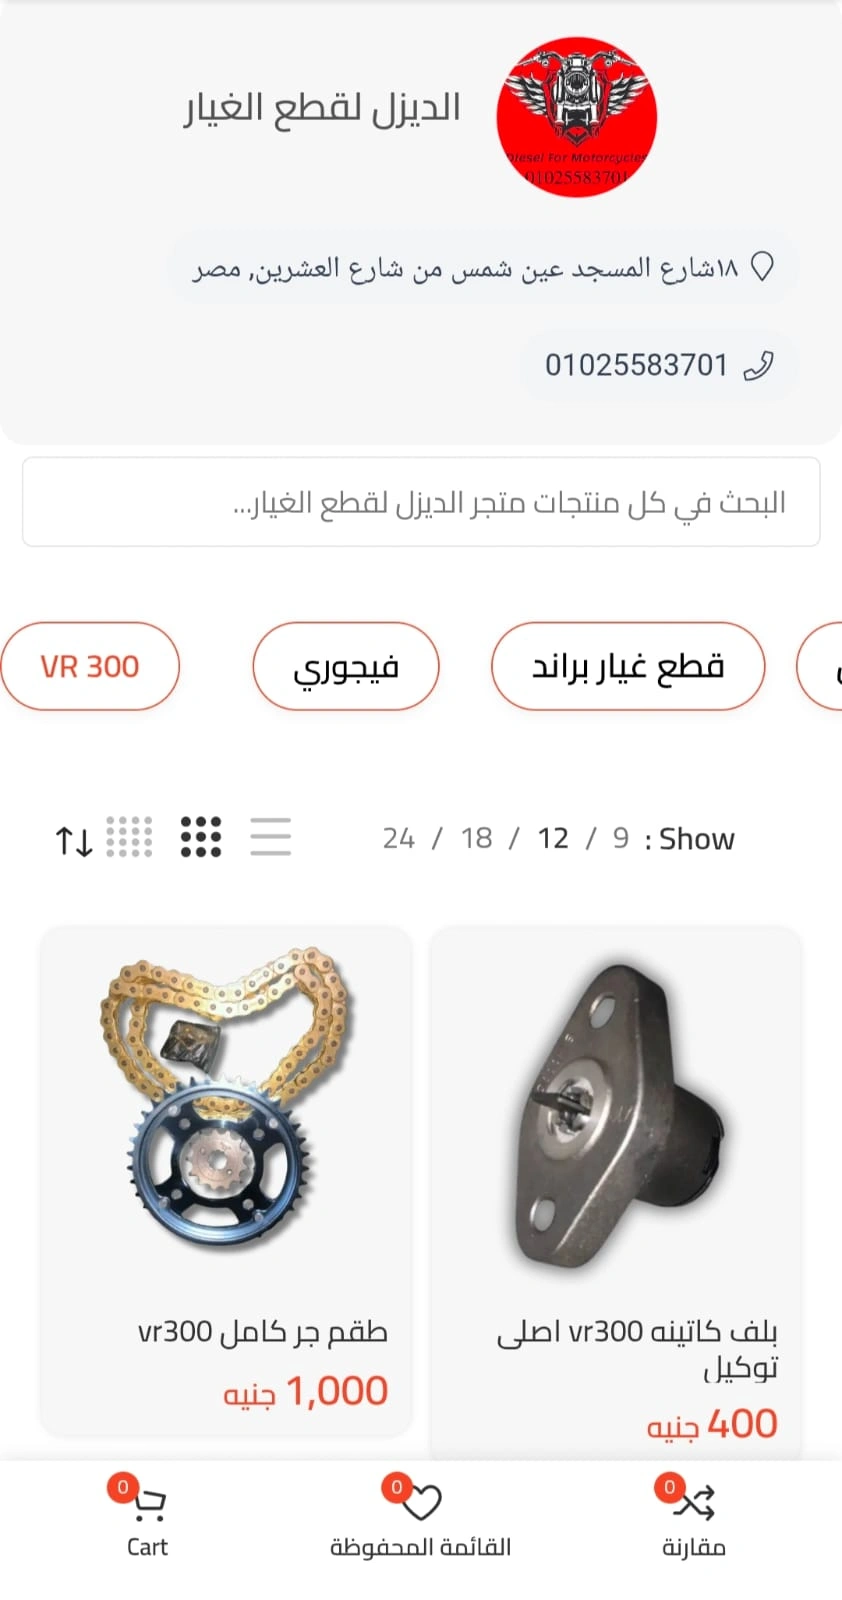 الديزل لقطع الغيار
Diesel For Motorcycles
01025583701
١٨شارع المسجد عين شمس من شارع العشرين, مصر
01025583701
البحث في كل منتجات متجر الديزل لقطع الغيار...
قطع غيار براند
فيجوري
VR 300
Show : 9 / 12 / 18 / 24
بلف كاتينه vr300 اصلى
توكيل
400 جنيه
طقم جر كامل vr300
1,000 جنيه
0
مقارنة
0
القائمة المحفوظة
0
Cart